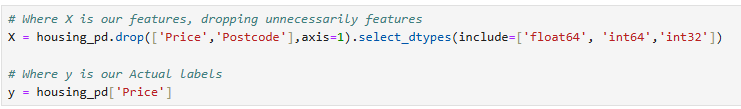 # Where X is our features, dropping unnecessarily features
X = housing_pd.drop(['Price','Postcode'],axis=1).select_dtypes(include=['float64', 'int64','int32'])
# Where y is our Actual labels
y = housing_pd['Price']